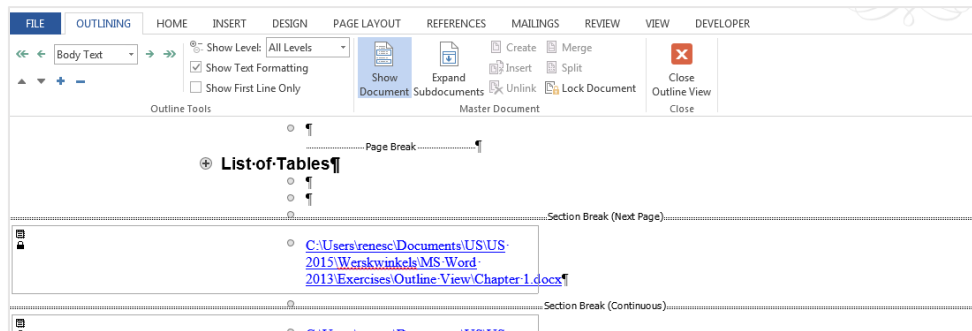 FILE OUTLINING HOME INSERT DESIGN PAGE LAYOUT REFERENCES MAILINGS REVIEW VIEW DEVELOPER
Body Text
Show Level: All Levels
Show Text Formatting
Show First Line Only
Outline Tools
Show Document
Expand Subdocuments
Create Merge
Insert Split
Unlink Lock Document
Master Document
Close Outline View
Close
¶
Page Break ¶
List·of·Tables¶
¶
¶
Section Break (Next Page)
C:\Users\renesc\Documents\US\US·
2015\Werskwinkels\MS·Word·
2013\Exercises\Outline·View\Chapter·1.docx¶
Section Break (Continuous)